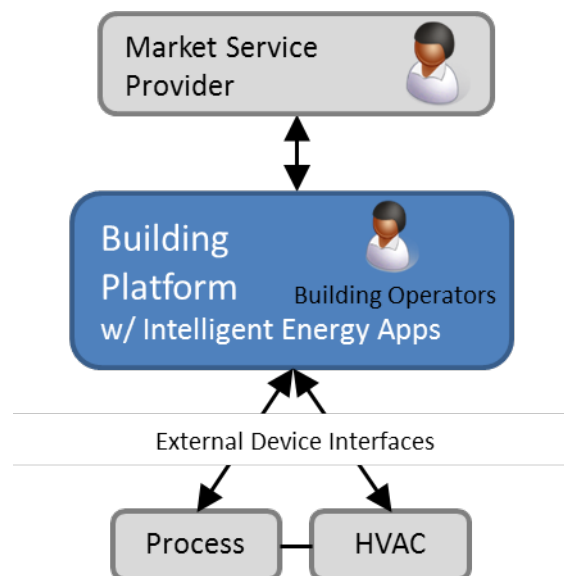 Market Service
Provider
Building
Platform
Building Operators
w/ Intelligent Energy Apps
External Device Interfaces
Process
HVAC